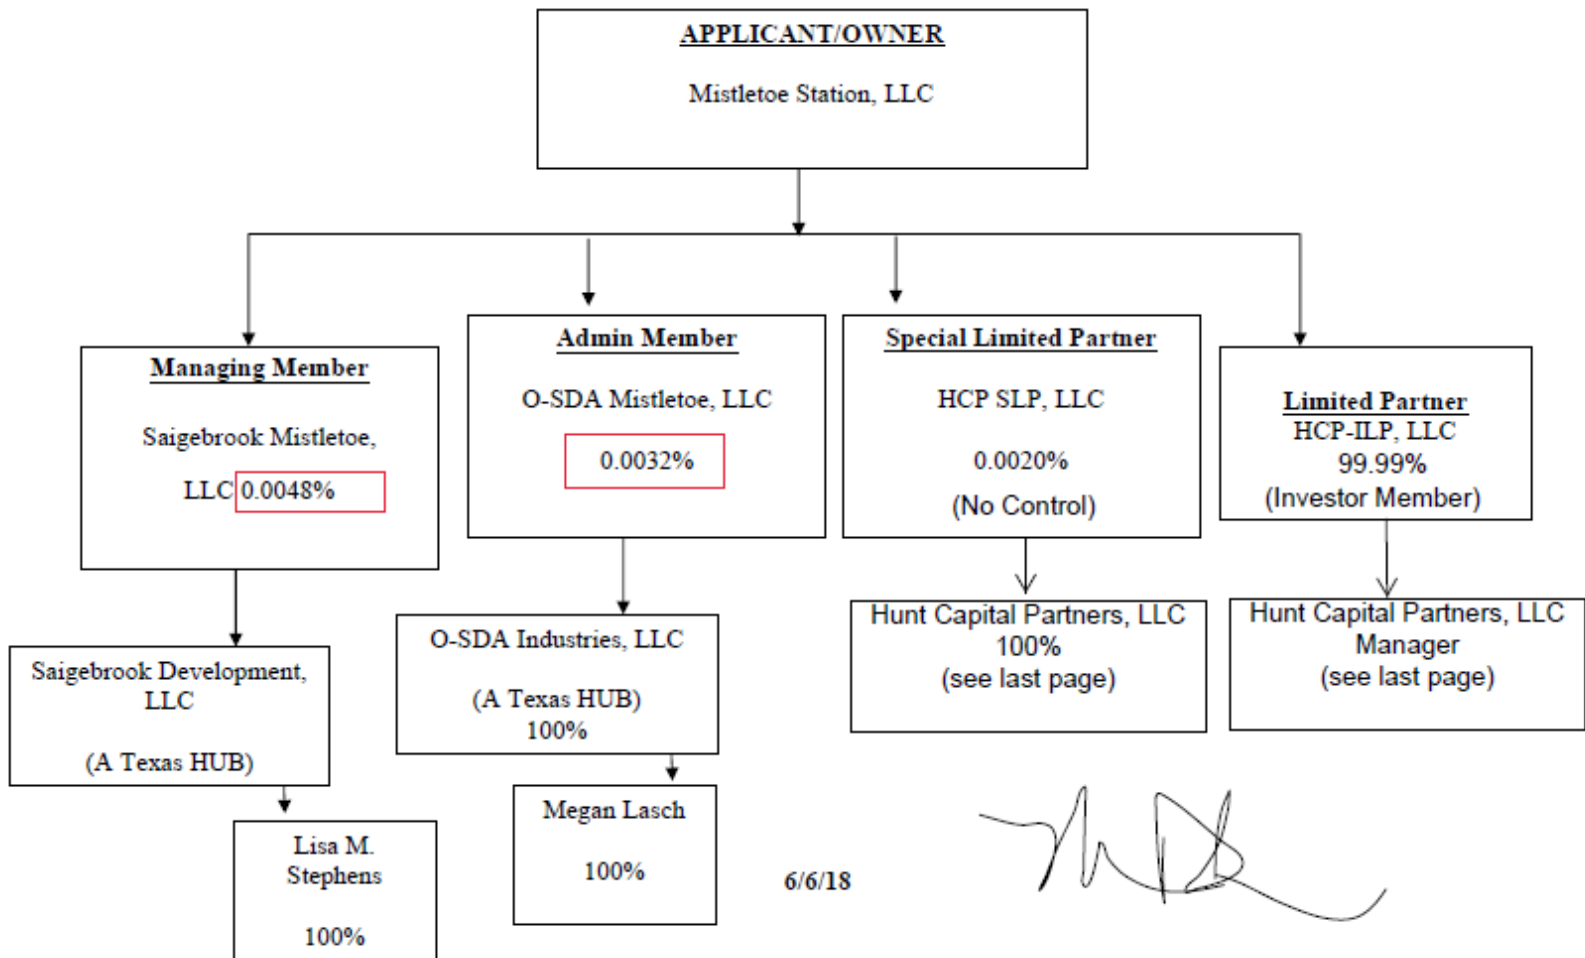 APPLICANT/OWNER
Mistletoe Station, LLC
Managing Member
Saigebrook Mistletoe,
LLC 0.0048%
Admin Member
O-SDA Mistletoe, LLC
0.0032%
Special Limited Partner
HCP SLP, LLC
0.0020%
(No Control)
Limited Partner
HCP-ILP, LLC
99.99%
(Investor Member)
Saigebrook Development,
LLC
(A Texas HUB)
O-SDA Industries, LLC
(A Texas HUB)
100%
Hunt Capital Partners, LLC
100%
(see last page)
Hunt Capital Partners, LLC
Manager
(see last page)
Lisa M.
Stephens
100%
Megan Lasch
100%
6/6/18